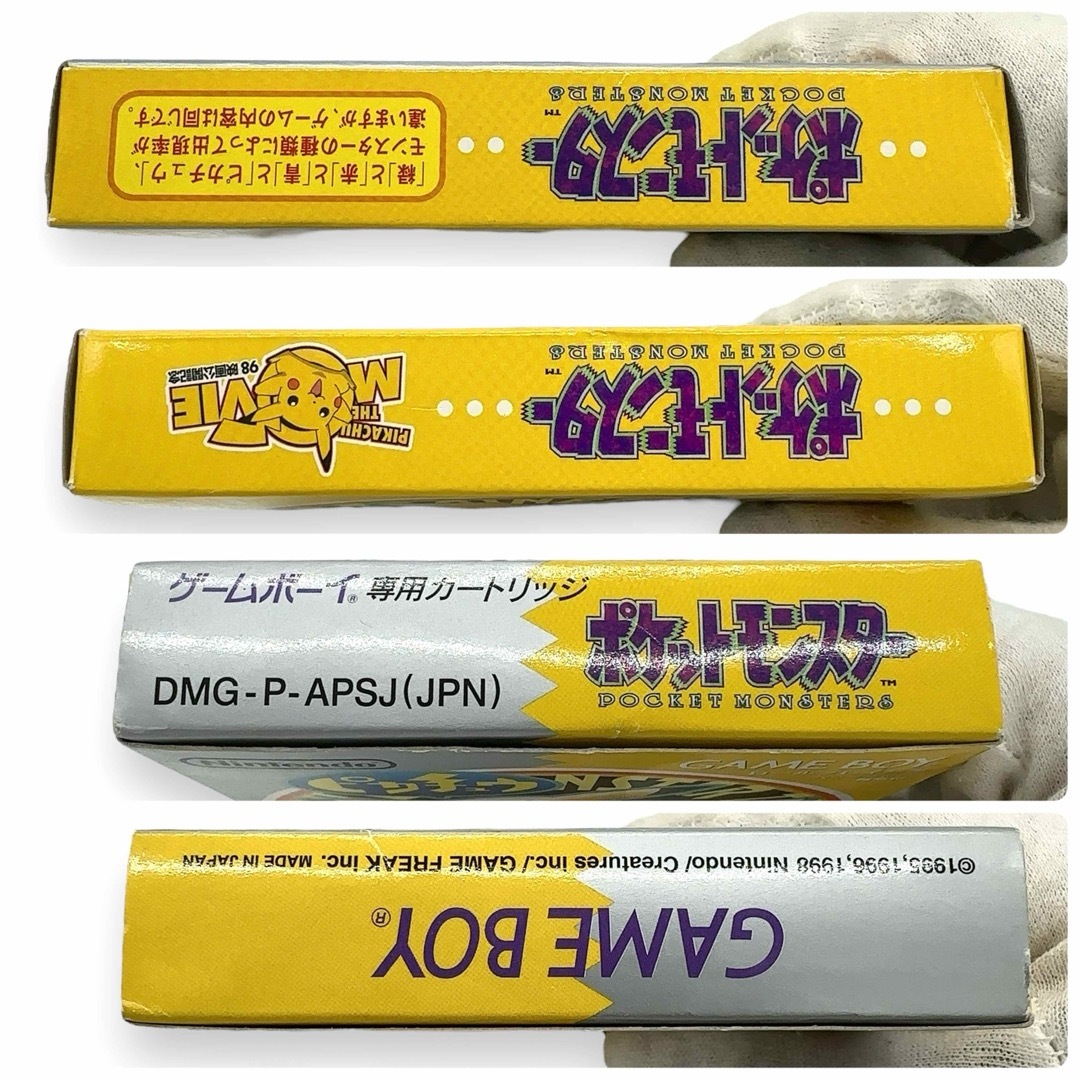 ポケットモンスター™
POCKET MONSTERS
「緑」と「赤」と「青」と「ピカチュウ」、
モンスターの種類によって出現率が
違いますが、ゲームの内容は同じです。
ポケットモンスター™
POCKET MONSTERS
PIKACHU
THE
MOVIE
98 映画公開記念
ゲームボーイ® 専用カートリッジ
DMG-P-APSJ(JPN)
ポケットモンスター™
POCKET MONSTERS
Nintendo
GAME BOY
GAME BOY®
©1995,1996,1998 Nintendo/ Creatures inc./ GAME FREAK inc. MADE IN JAPAN